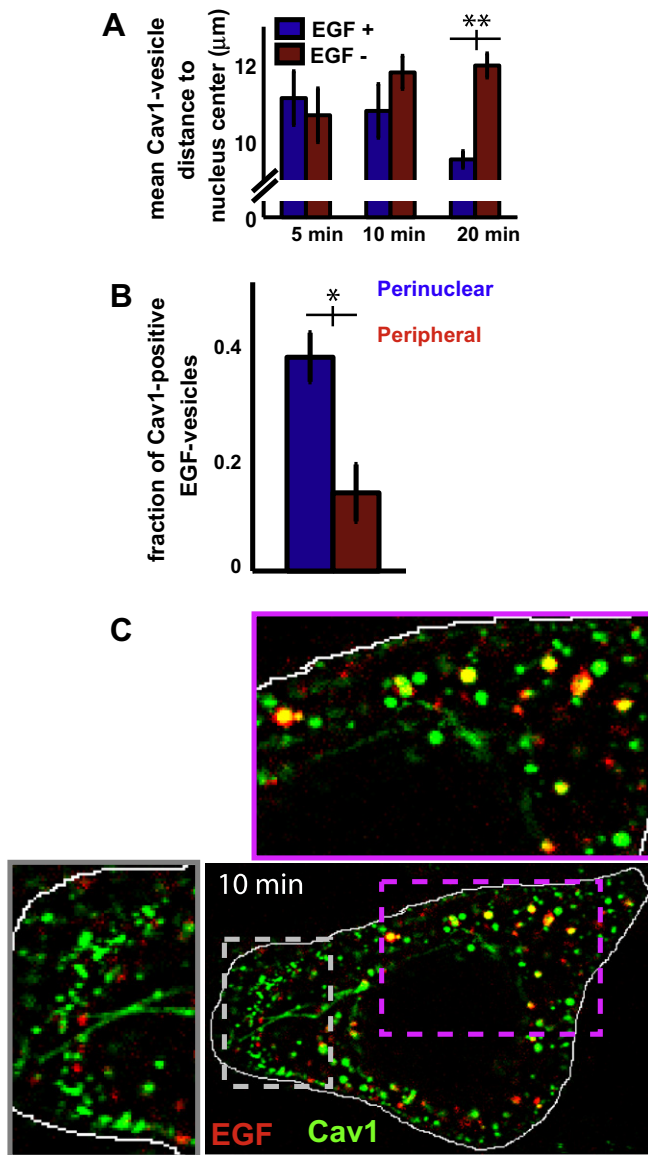 A
mean Cav1-vesicle
distance to
nucleus center (μm)
EGF +
EGF -
**
12
10
0
5 min
10 min
20 min
B
fraction of Cav1-positive
EGF-vesicles
*
Perinuclear
Peripheral
0.4
0.2
0
C
10 min
EGF
Cav1